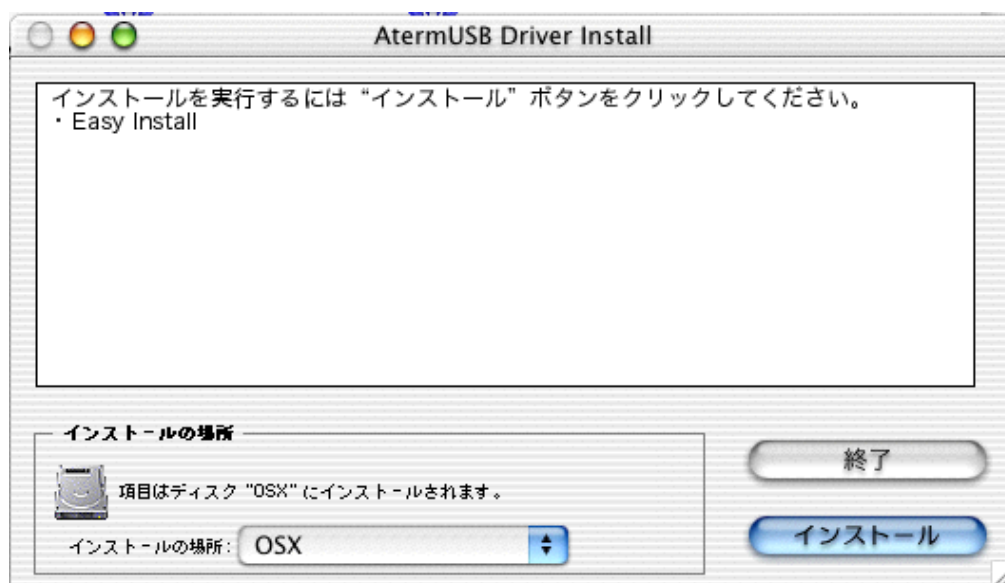 AtermUSB Driver Install
インストールを実行するには“インストール”ボタンをクリックしてください。
・Easy Install
インストールの場所
項目はディスク "OSX" にインストールされます。
インストールの場所: OSX
終了
インストール